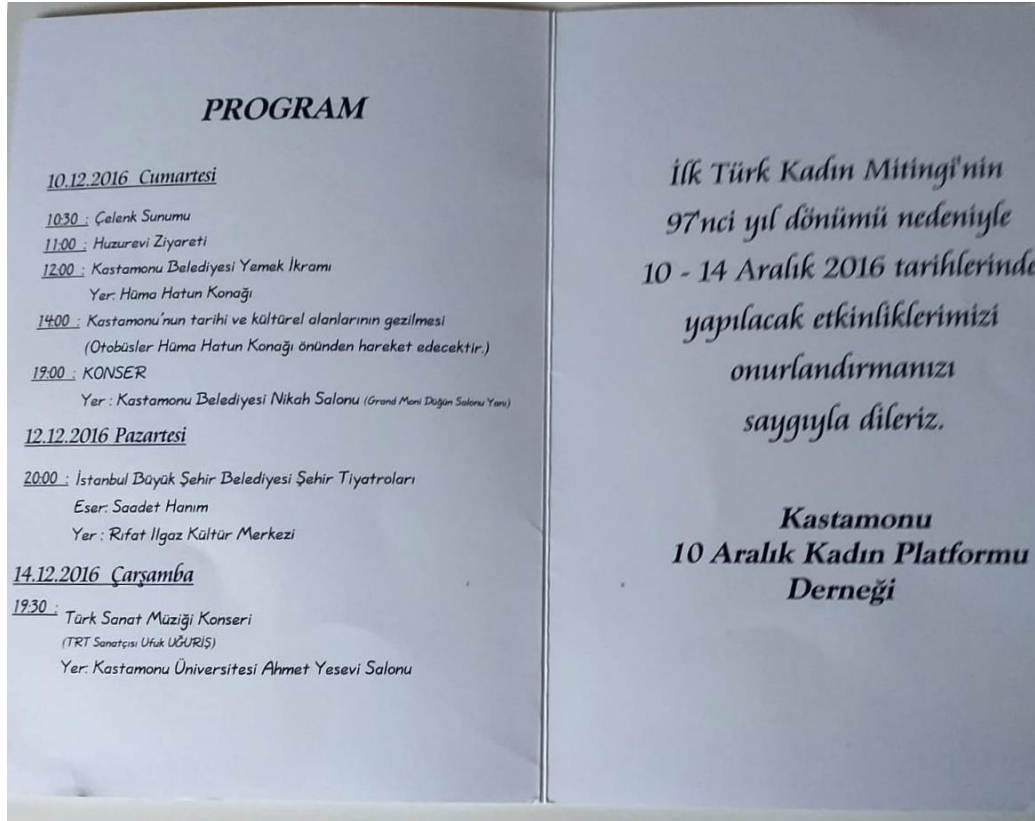 PROGRAM
10.12.2016 Cumartesi
10:30 : Çelenk Sunumu
11:00 : Huzurevi Ziyareti
12:00 : Kastamonu Belediyesi Yemek İkramı
Yer: Hüma Hatun Konağı
14:00 : Kastamonu'nun tarihi ve kültürel alanlarının gezilmesi
(Otobüsler Hüma Hatun Konağı önünden hareket edecektir.)
19:00 : KONSER
Yer : Kastamonu Belediyesi Nikah Salonu (Grand Mani Düğün Salonu Yanı)
12.12.2016 Pazartesi
20:00 : İstanbul Büyük Şehir Belediyesi Şehir Tiyatroları
Eser: Saadet Hanım
Yer : Rıfat Ilgaz Kültür Merkezi
14.12.2016 Çarşamba
19:30 : Türk Sanat Müziği Konseri
(TRT Sanatçısı Ufuk UĞURİŞ)
Yer: Kastamonu Üniversitesi Ahmet Yesevi Salonu
İlk Türk Kadın Mitingi'nin
97'nci yıl dönümü nedeniyle
10 - 14 Aralık 2016 tarihlerinde
yapılacak etkinliklerimizi
onurlandırmanızı
saygıyla dileriz.
Kastamonu
10 Aralık Kadın Platformu
Derneği